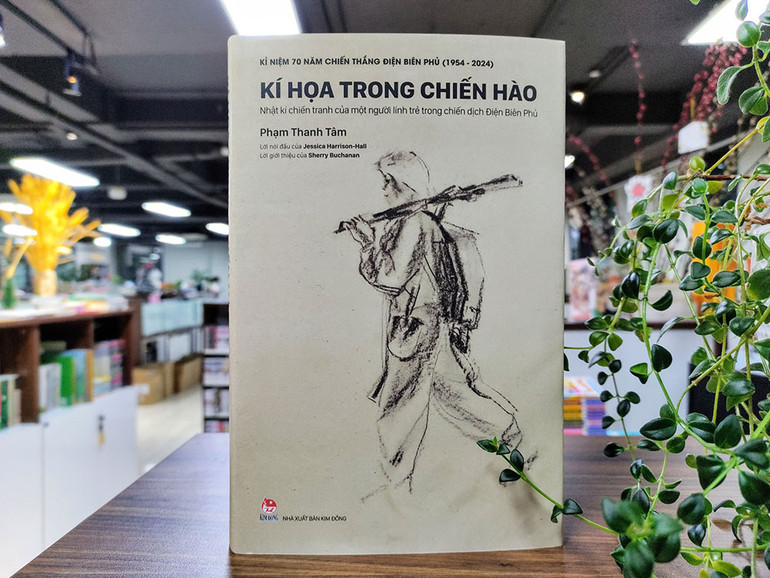 KỈ NIỆM 70 NĂM CHIẾN THẮNG ĐIỆN BIÊN PHỦ (1954 - 2024)
KÍ HỌA TRONG CHIẾN HÀO
Nhật kí chiến tranh của một người lính trẻ trong chiến dịch Điện Biên Phủ
Phạm Thanh Tâm
Lời nói đầu của Jessica Harrison-Hall
Lời giới thiệu của Sherry Buchanan
KIM ĐỒNG
NHÀ XUẤT BẢN KIM ĐỒNG